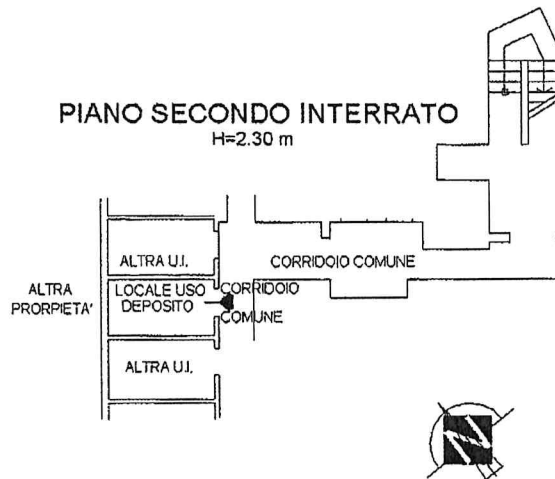 PIANO SECONDO INTERRATO
H=2.30 m
ALTRA U.I.
CORRIDOIO COMUNE
ALTRA
PRORPIETA'
LOCALE USO
DEPOSITO
CORRIDOIO
COMUNE
ALTRA U.I.
N